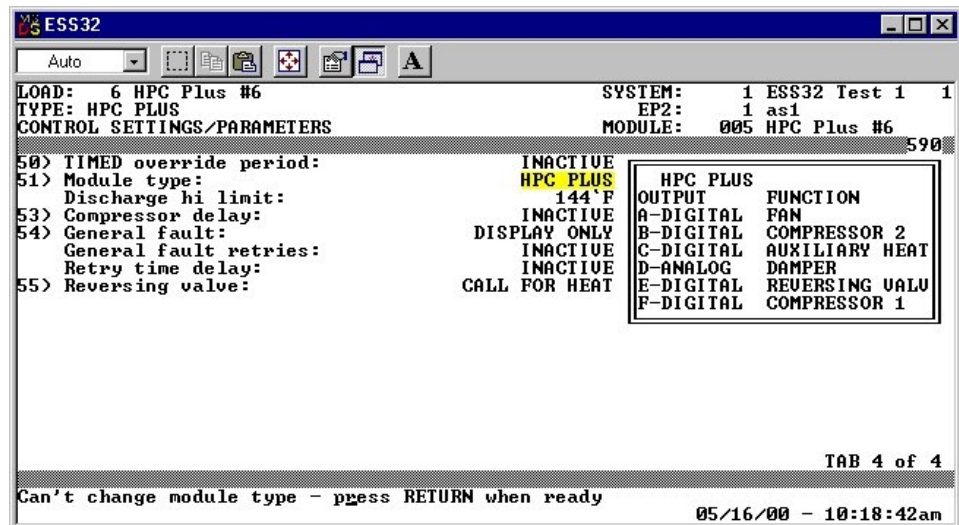 ESS32
Auto
A
LOAD: 6 HPC Plus #6 SYSTEM: 1 ESS32 Test 1 1
TYPE: HPC PLUS EP2: 1 as1
CONTROL SETTINGS/PARAMETERS MODULE: 005 HPC Plus #6
590
50) TIMED override period: INACTIVE
51) Module type: HPC PLUS
Discharge hi limit: 144`F
53) Compressor delay: INACTIVE
54) General fault: DISPLAY ONLY
General fault retries: INACTIVE
Retry time delay: INACTIVE
55) Reversing valve: CALL FOR HEAT
HPC PLUS
OUTPUT FUNCTION
A-DIGITAL FAN
B-DIGITAL COMPRESSOR 2
C-DIGITAL AUXILIARY HEAT
D-ANALOG DAMPER
E-DIGITAL REVERSING VALV
F-DIGITAL COMPRESSOR 1
TAB 4 of 4
Can't change module type - press RETURN when ready
05/16/00 - 10:18:42am